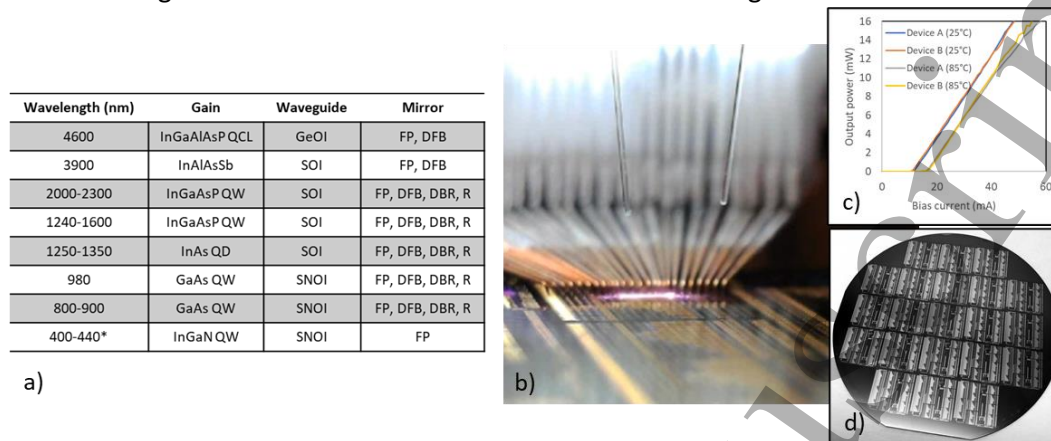 Wavelength (nm) Gain Waveguide Mirror
4600 InGaAlAsP QCL GeOI FP, DFB
3900 InAlAsSb SOI FP, DFB
2000-2300 InGaAsP QW SOI FP, DFB, DBR, R
1240-1600 InGaAsP QW SOI FP, DFB, DBR, R
1250-1350 InAs QD SOI FP, DFB, DBR, R
980 GaAs QW SNOI FP, DFB, DBR, R
800-900 GaAs QW SNOI FP, DFB, DBR, R
400-440* InGaN QW SNOI FP
a)
b)
Output power (mW)
16
14
12
10
8
6
4
2
0
Device A (25°C)
Device B (25°C)
Device A (85°C)
Device B (85°C)
0 20 40 60
Bias current (mA)
c)
d)